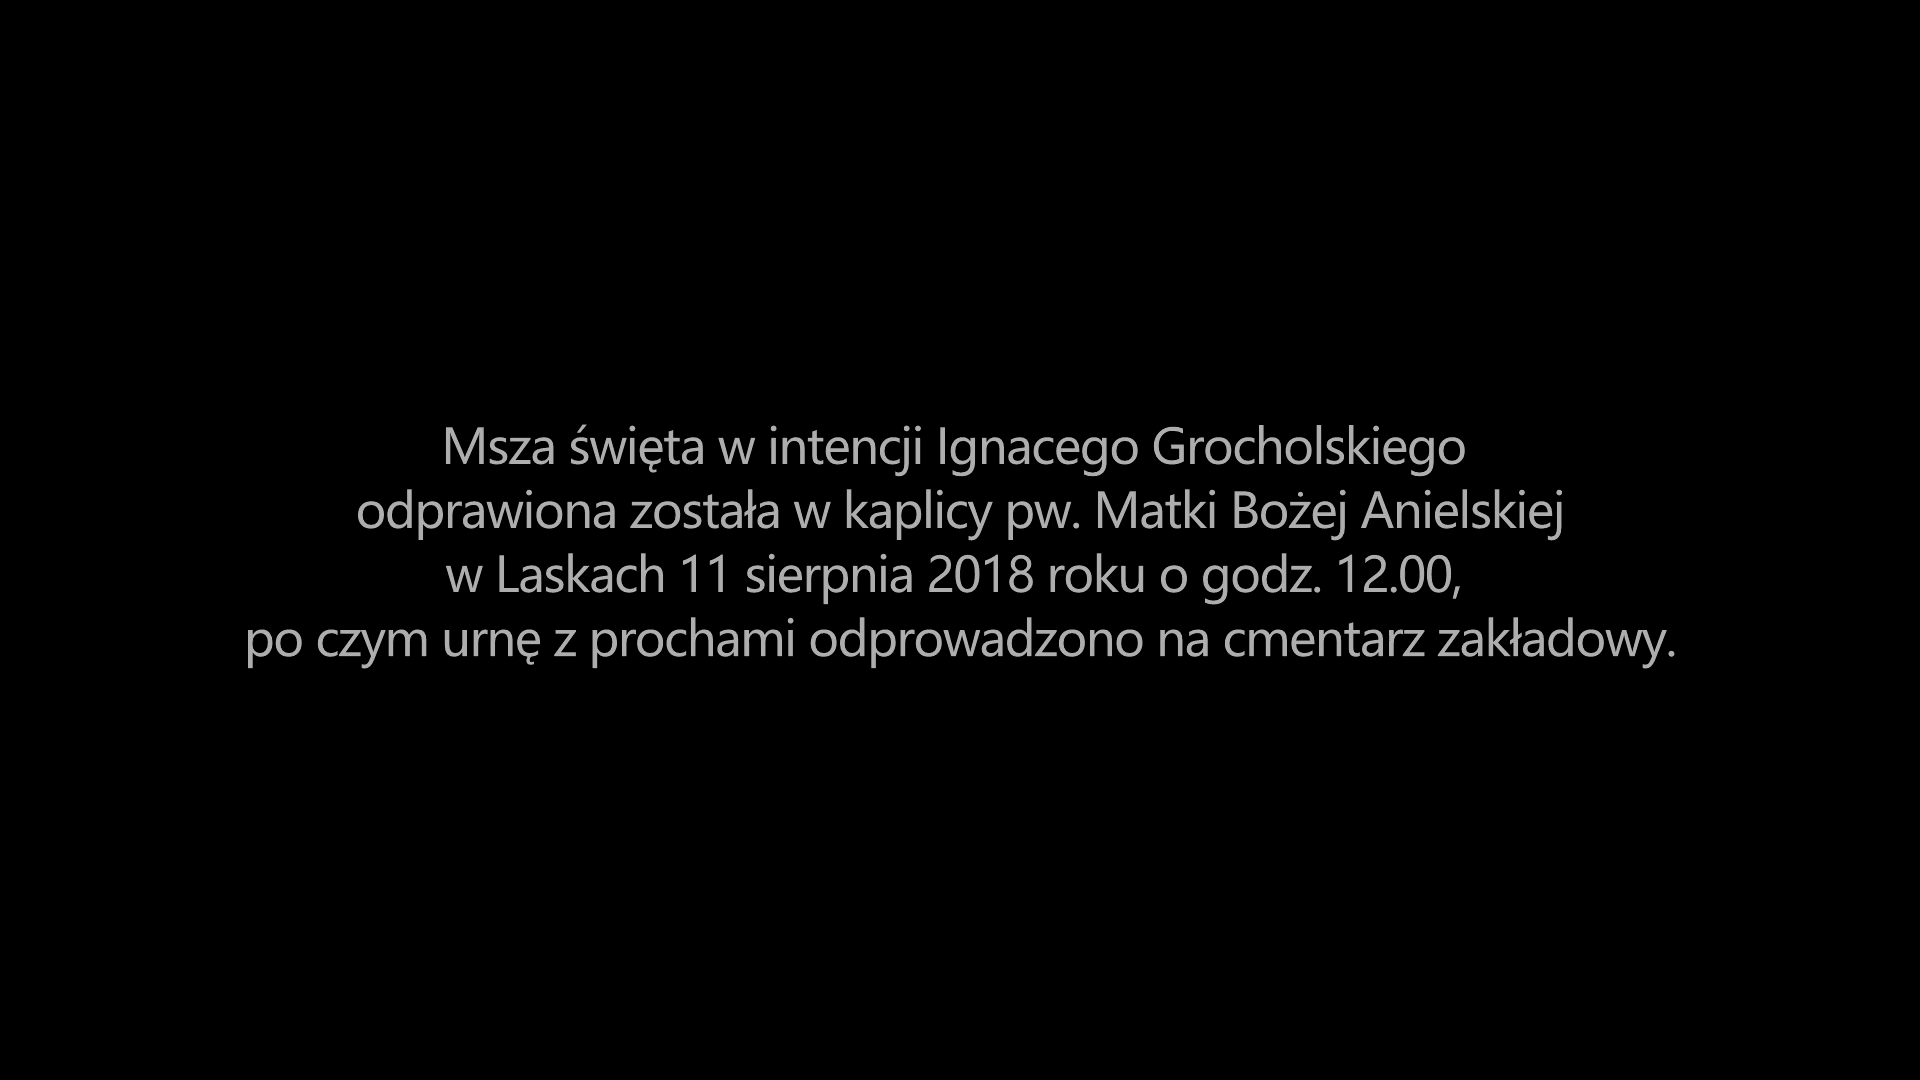 Msza święta w intencji Ignacego Grocholskiego
odprawiona została w kaplicy pw. Matki Bożej Anielskiej
w Laskach 11 sierpnia 2018 roku o godz. 12.00,
po czym urnę z prochami odprowadzono na cmentarz zakładowy.